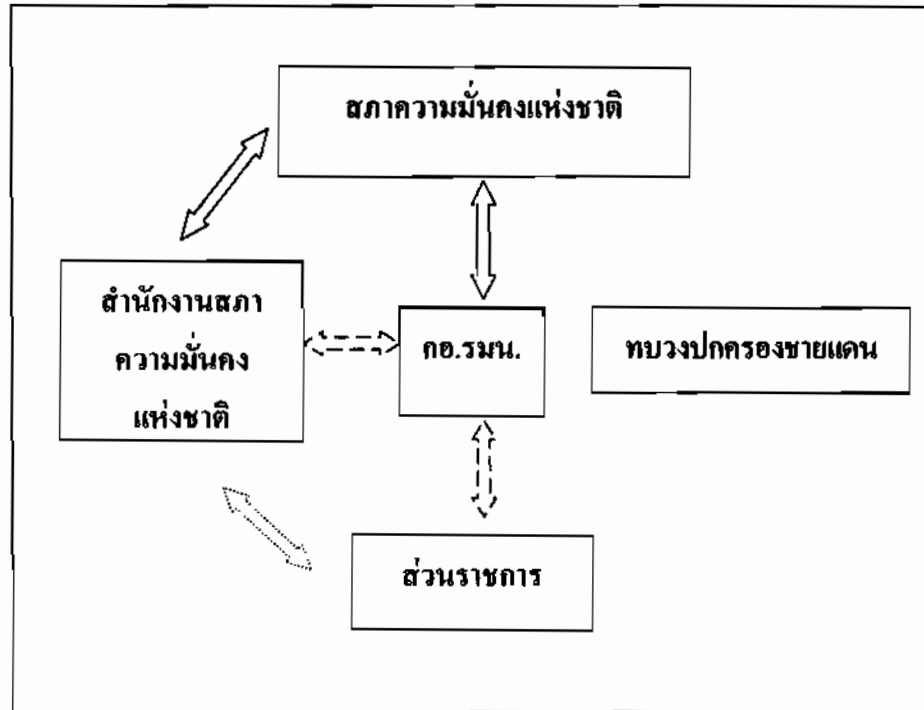 สภาความมั่นคงแห่งชาติ
สำนักงานสภา
ความมั่นคง
แห่งชาติ
กอ.รมน.
ทบวงปกครองชายแดน
ส่วนราชการ